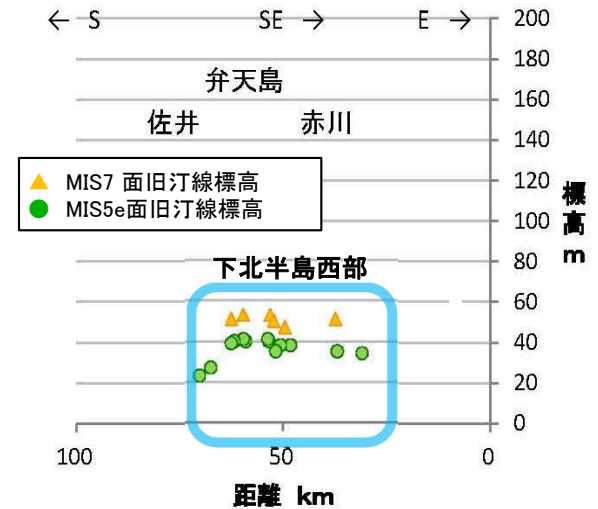 ← S SE → E →
弁天島
佐井 赤川
▲ MIS7 面旧汀線標高
● MIS5e面旧汀線標高
下北半島西部
200
180
160
140
120
100
80
60
40
20
0
標高m
100 50 0
距離 km